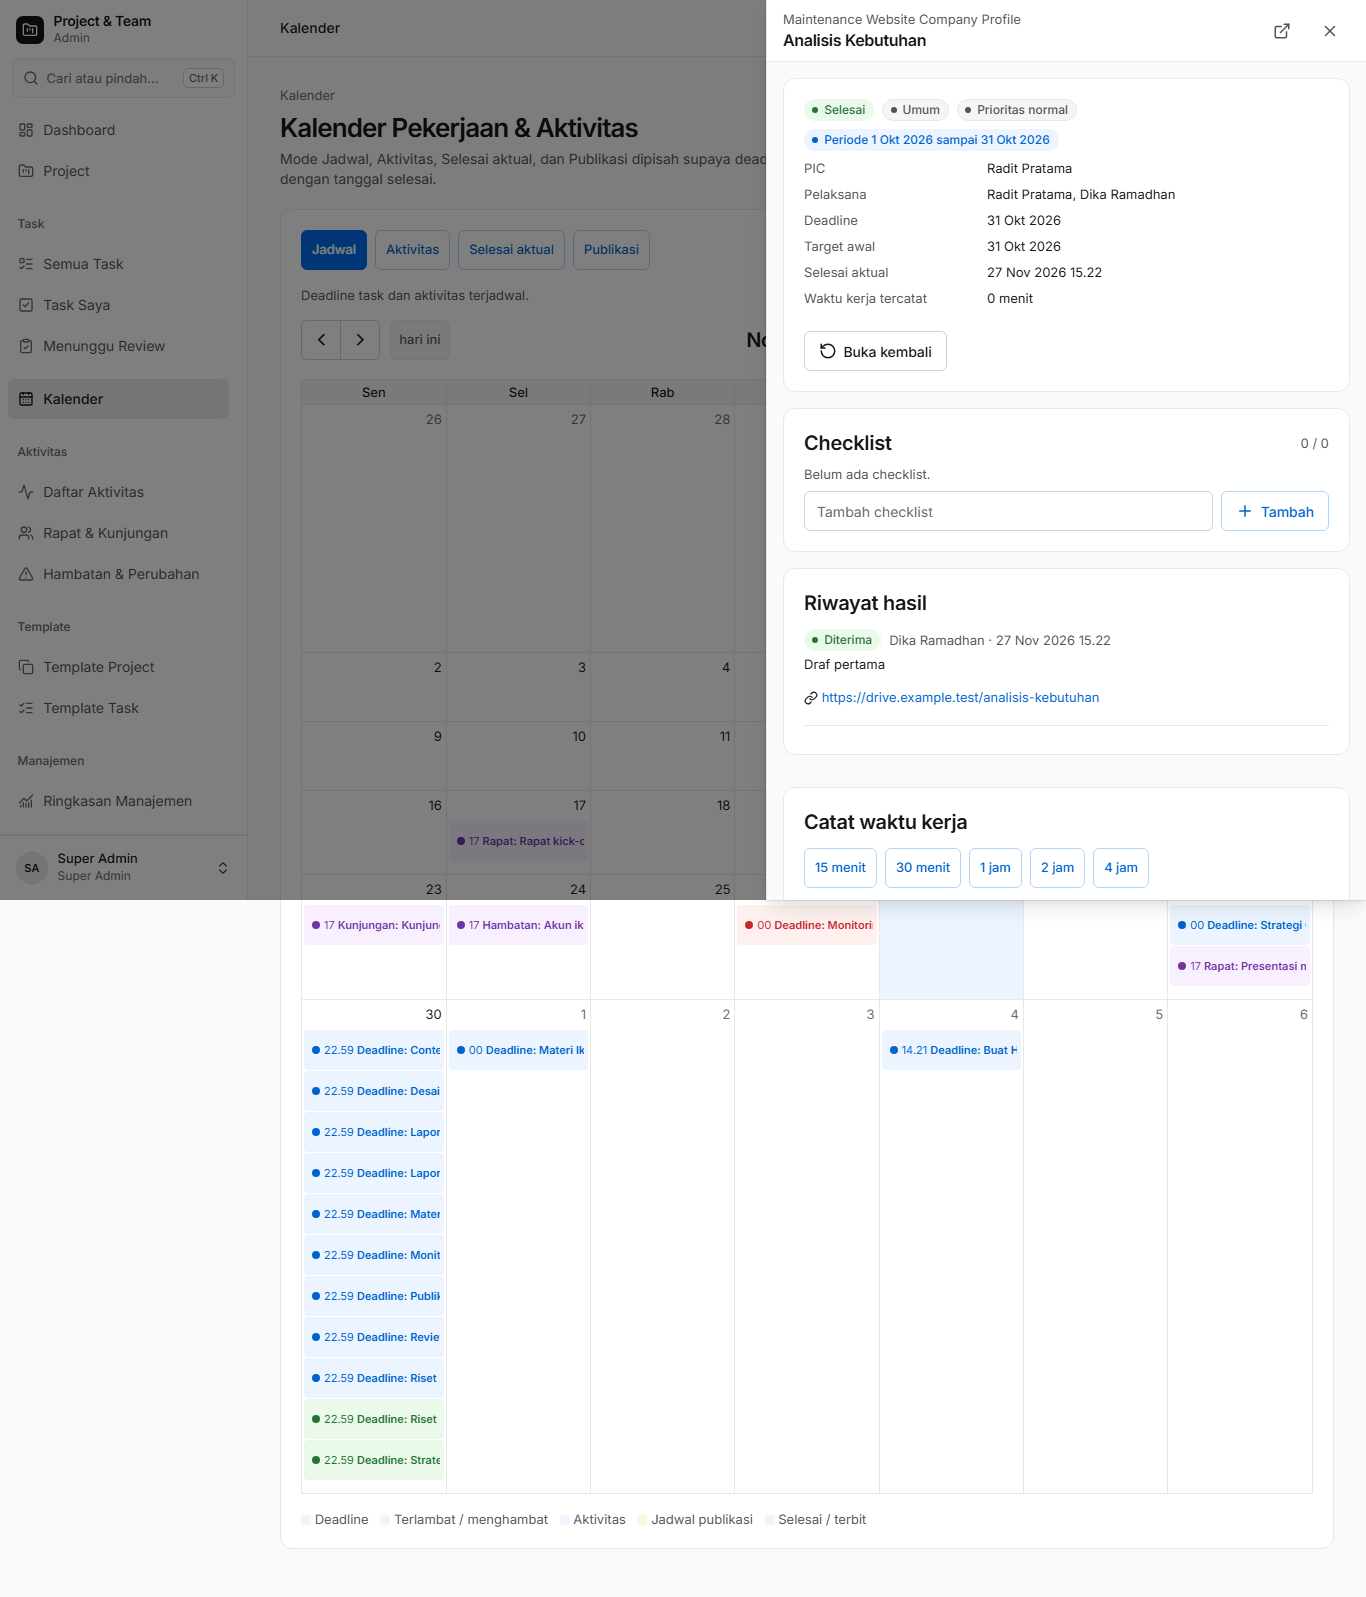 Project & Team
Admin
Cari atau pindah...
Ctrl K
Dashboard
Project
Task
Semua Task
Task Saya
Menunggu Review
Kalender
Aktivitas
Daftar Aktivitas
Rapat & Kunjungan
Hambatan & Perubahan
Template
Template Project
Template Task
Manajemen
Ringkasan Manajemen
SA
Super Admin
Super Admin
Kalender
Kalender
Kalender Pekerjaan & Aktivitas
Mode Jadwal, Aktivitas, Selesai aktual, dan Publikasi dipisah supaya dead
dengan tanggal selesai.
Jadwal
Aktivitas
Selesai aktual
Publikasi
Deadline task dan aktivitas terjadwal.
hari ini
Sen
Sel
Rab
26
27
28
2
3
4
9
10
11
16
17
18
17 Rapat: Rapat kick-o
23
24
25
17 Kunjungan: Kunjung
17 Hambatan: Akun ik
00 Deadline: Monitori
00 Deadline: Strategi
17 Rapat: Presentasi m
30
1
2
3
4
5
6
22.59 Deadline: Conte
00 Deadline: Materi Ik
14.21 Deadline: Buat H
22.59 Deadline: Desai
22.59 Deadline: Lapor
22.59 Deadline: Lapor
22.59 Deadline: Mater
22.59 Deadline: Monit
22.59 Deadline: Publik
22.59 Deadline: Revie
22.59 Deadline: Riset
22.59 Deadline: Riset
22.59 Deadline: Strate
Deadline
Terlambat / menghambat
Aktivitas
Jadwal publikasi
Selesai / terbit
Maintenance Website Company Profile
Analisis Kebutuhan
Selesai
Umum
Prioritas normal
Periode 1 Okt 2026 sampai 31 Okt 2026
PIC
Radit Pratama
Pelaksana
Radit Pratama, Dika Ramadhan
Deadline
31 Okt 2026
Target awal
31 Okt 2026
Selesai aktual
27 Nov 2026 15.22
Waktu kerja tercatat
0 menit
Buka kembali
Checklist
0 / 0
Belum ada checklist.
Tambah checklist
Tambah
Riwayat hasil
Diterima
Dika Ramadhan · 27 Nov 2026 15.22
Draf pertama
https://drive.example.test/analisis-kebutuhan
Catat waktu kerja
15 menit
30 menit
1 jam
2 jam
4 jam